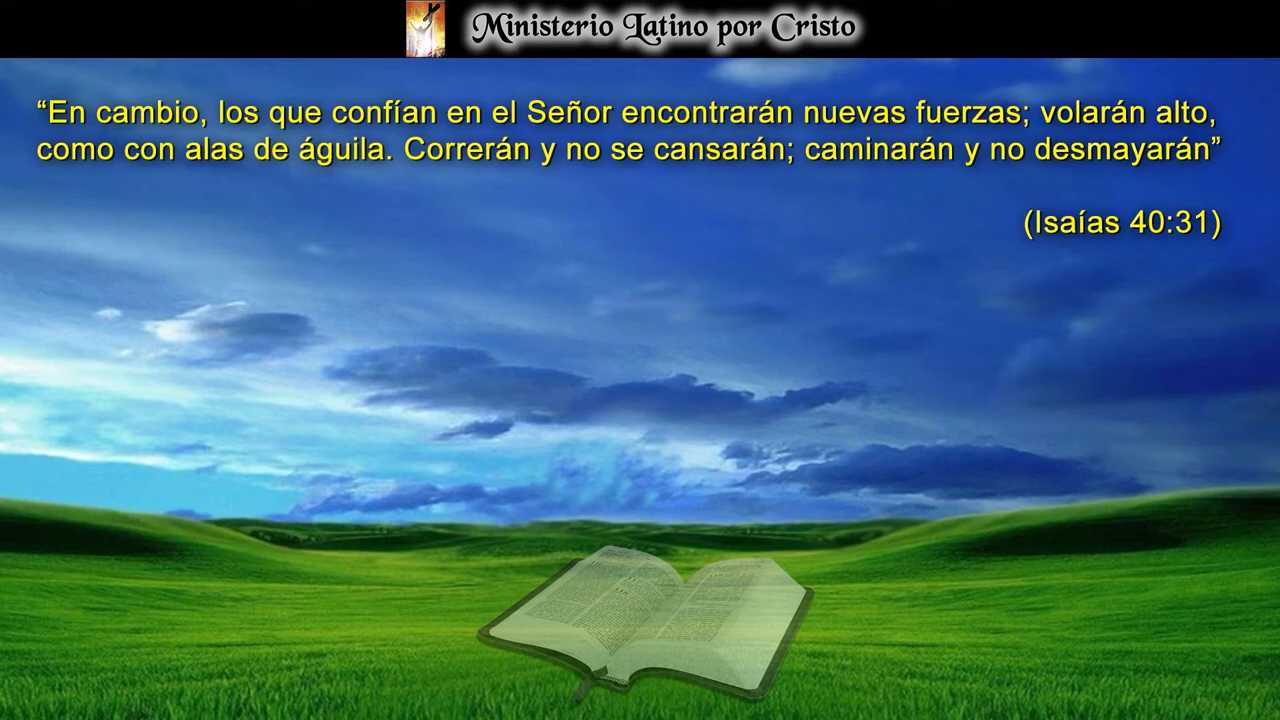 Ministerio Latino por Cristo
“En cambio, los que confían en el Señor encontrarán nuevas fuerzas; volarán alto,
como con alas de águila. Correrán y no se cansarán; caminarán y no desmayarán”
(Isaías 40:31)